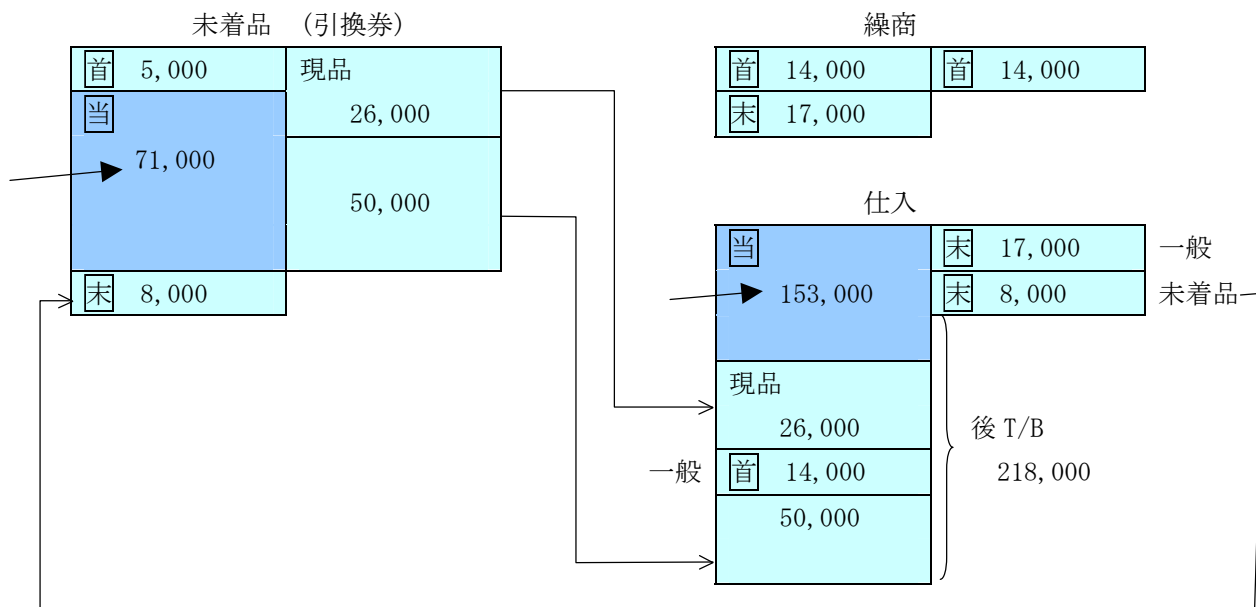 未着品 (引換券)
首 5,000
現品
26,000
当
71,000
50,000
末 8,000
繰商
首 14,000
首 14,000
末 17,000
仕入
当
153,000
末 17,000
一般
末 8,000
未着品
現品
26,000
一般
首 14,000
50,000
後 T/B
218,000